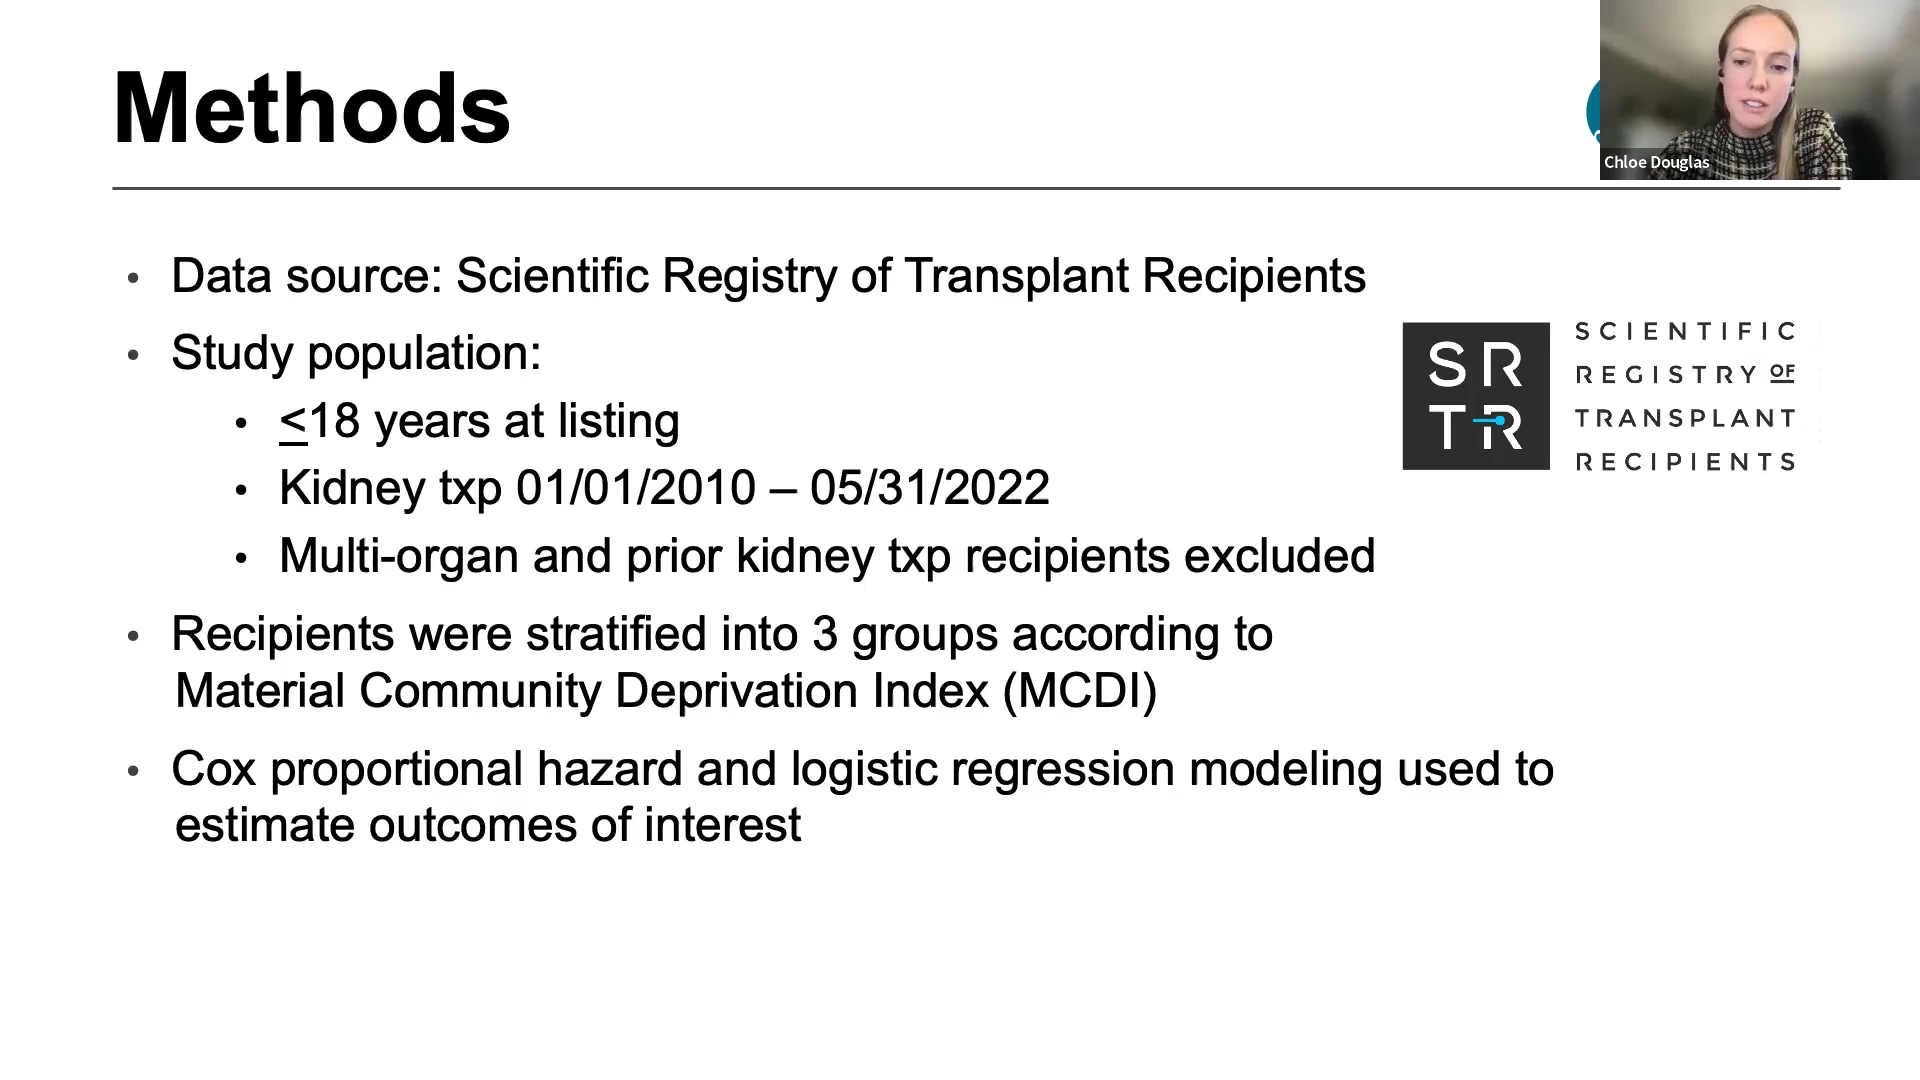 Methods
Chloe Douglas
• Data source: Scientific Registry of Transplant Recipients
• Study population:
• ≤18 years at listing
• Kidney txp 01/01/2010 – 05/31/2022
• Multi-organ and prior kidney txp recipients excluded
• Recipients were stratified into 3 groups according to
Material Community Deprivation Index (MCDI)
• Cox proportional hazard and logistic regression modeling used to
estimate outcomes of interest
SR
TR
SCIENTIFIC
REGISTRY OF
TRANSPLANT
RECIPIENTS